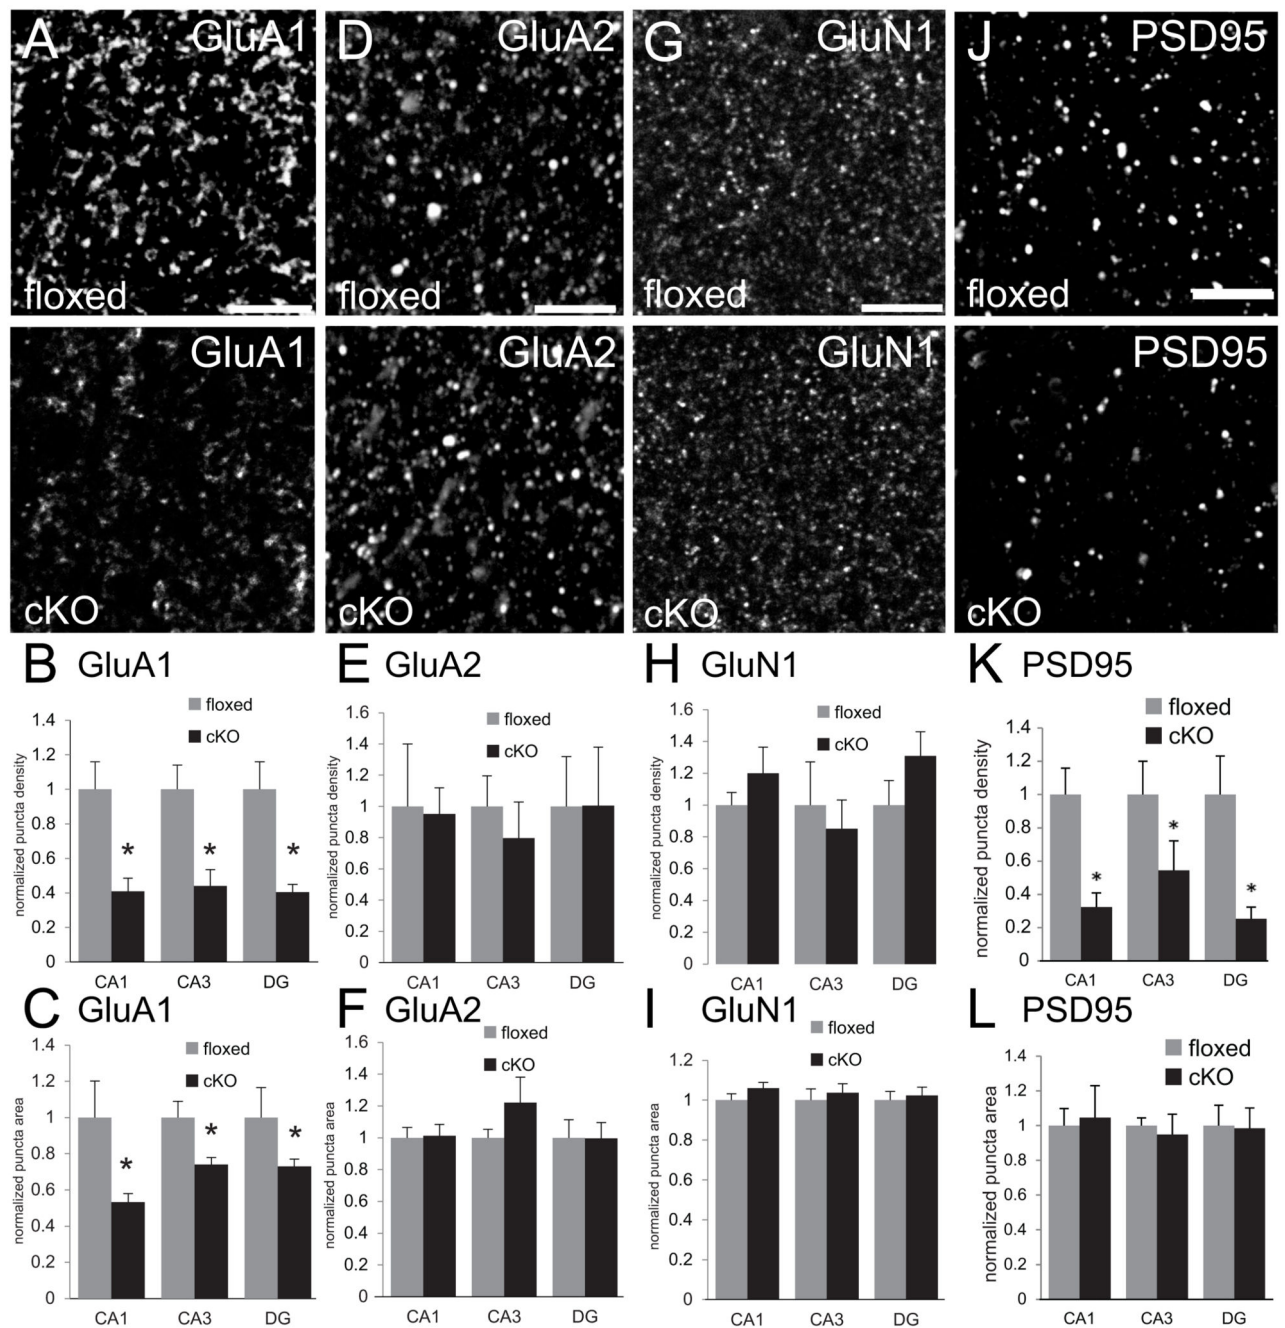 A GluA1
D GluA2
G GluN1
J PSD95
floxed
floxed
floxed
floxed
GluA1
GluA2
GluN1
PSD95
cKO
cKO
cKO
cKO
B GluA1
floxed
cKO
normalized puncta density
1.4
1.2
1
0.8
0.6
0.4
0.2
0
* * *
CA1 CA3 DG
E GluA2
floxed
cKO
normalized puncta density
1.6
1.4
1.2
1
0.8
0.6
0.4
0.2
0
CA1 CA3 DG
H GluN1
floxed
cKO
normalized puncta density
1.6
1.4
1.2
1
0.8
0.6
0.4
0.2
0
CA1 CA3 DG
K PSD95
floxed
cKO
normalized puncta density
1.4
1.2
1
0.8
0.6
0.4
0.2
0
* * *
CA1 CA3 DG
C GluA1
floxed
cKO
normalized puncta area
1.4
1.2
1
0.8
0.6
0.4
0.2
0
* * *
CA1 CA3 DG
F GluA2
floxed
cKO
normalized puncta area
1.6
1.4
1.2
1
0.8
0.6
0.4
0.2
0
CA1 CA3 DG
I GluN1
floxed
cKO
normalized puncta area
1.2
1
0.8
0.6
0.4
0.2
0
CA1 CA3 DG
L PSD95
floxed
cKO
normalized puncta area
1.4
1.2
1
0.8
0.6
0.4
0.2
0
CA1 CA3 DG